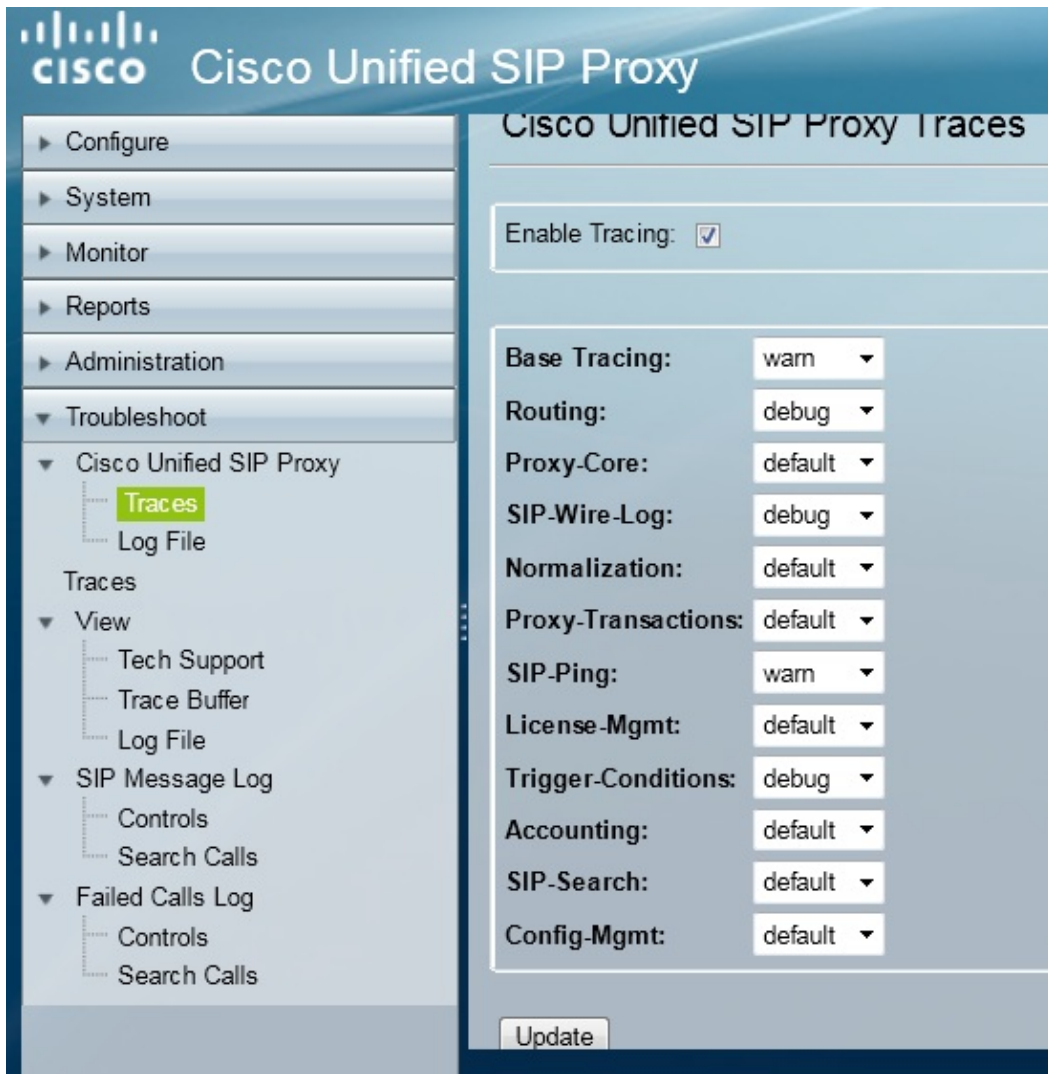 CISCO Cisco Unified SIP Proxy
Configure
System
Monitor
Reports
Administration
Troubleshoot
Cisco Unified SIP Proxy
Traces
Log File
Traces
View
Tech Support
Trace Buffer
Log File
SIP Message Log
Controls
Search Calls
Failed Calls Log
Controls
Search Calls
Cisco Unified SIP Proxy Traces
Enable Tracing:
Base Tracing: warn
Routing: debug
Proxy-Core: default
SIP-Wire-Log: debug
Normalization: default
Proxy-Transactions: default
SIP-Ping: warn
License-Mgmt: default
Trigger-Conditions: debug
Accounting: default
SIP-Search: default
Config-Mgmt: default
Update